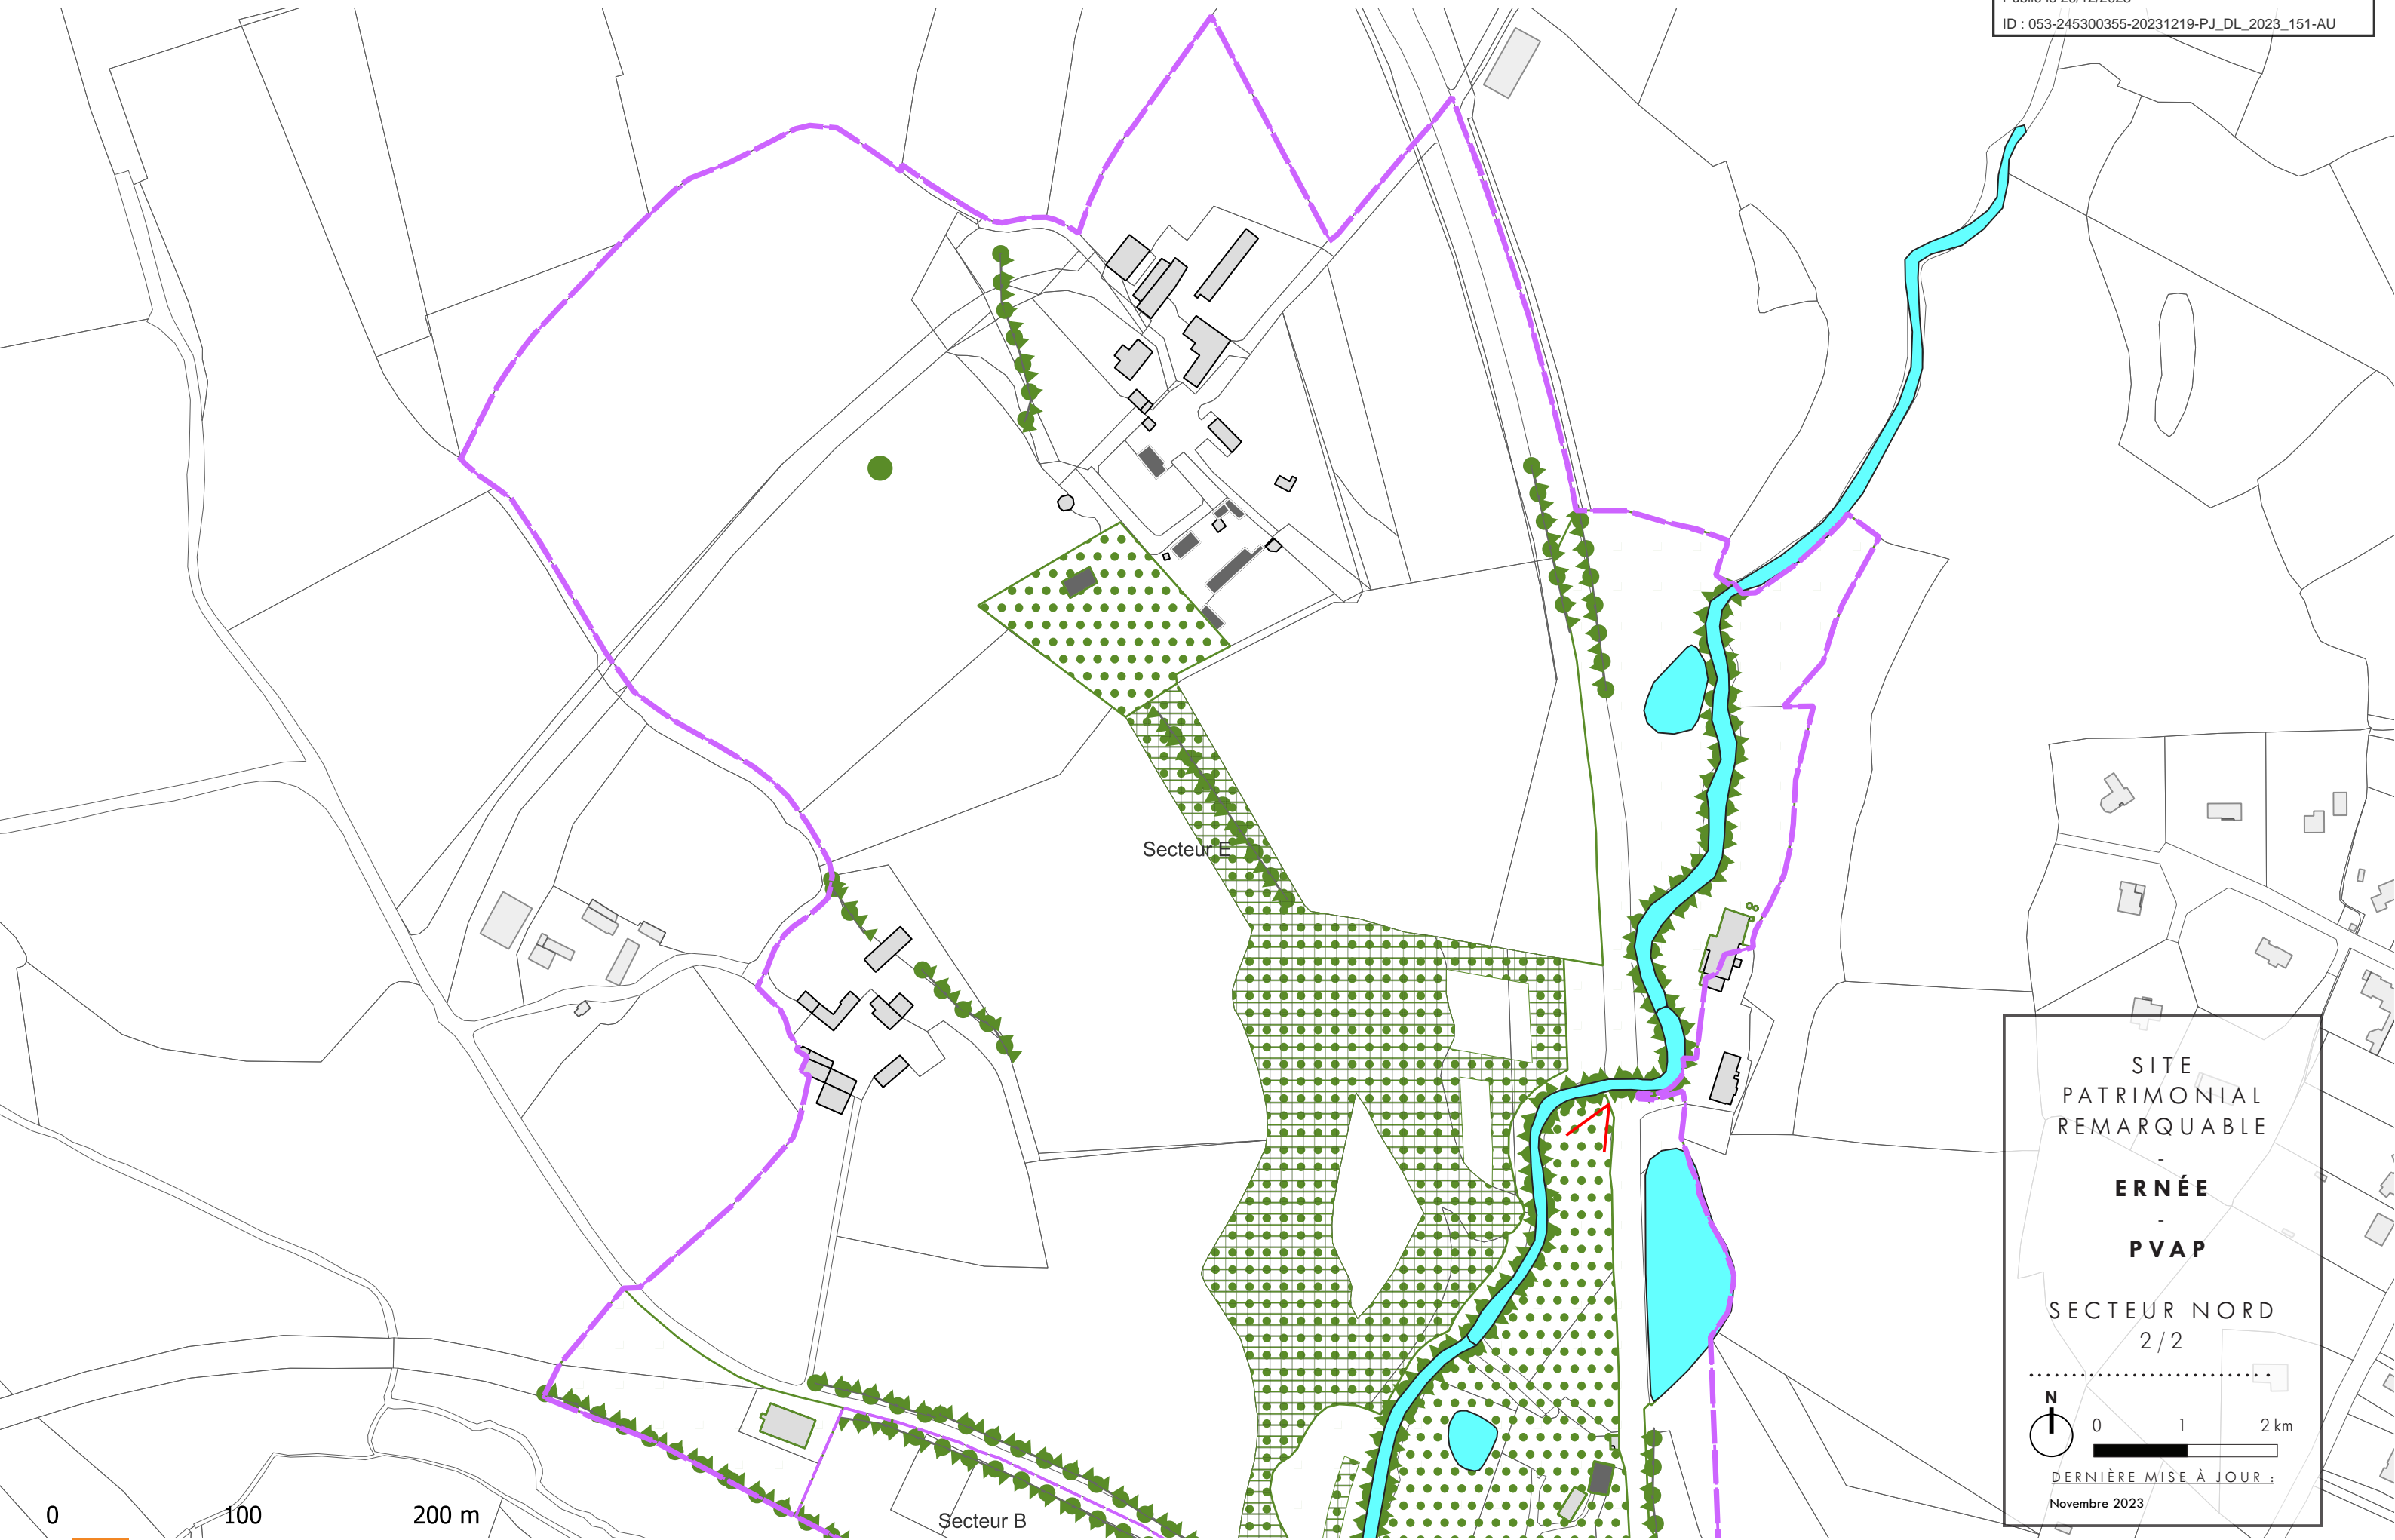 ID : 053-245300355-20231219-PJ_DL_2023_151-AU
Secteur E
SITE
PATRIMONIAL
REMARQUABLE
-
ERNÉE
-
PVAP
SECTEUR NORD
2/2
N
0 1 2 km
DERNIÈRE MISE À JOUR :
Novembre 2023
0 100 200 m
Secteur B